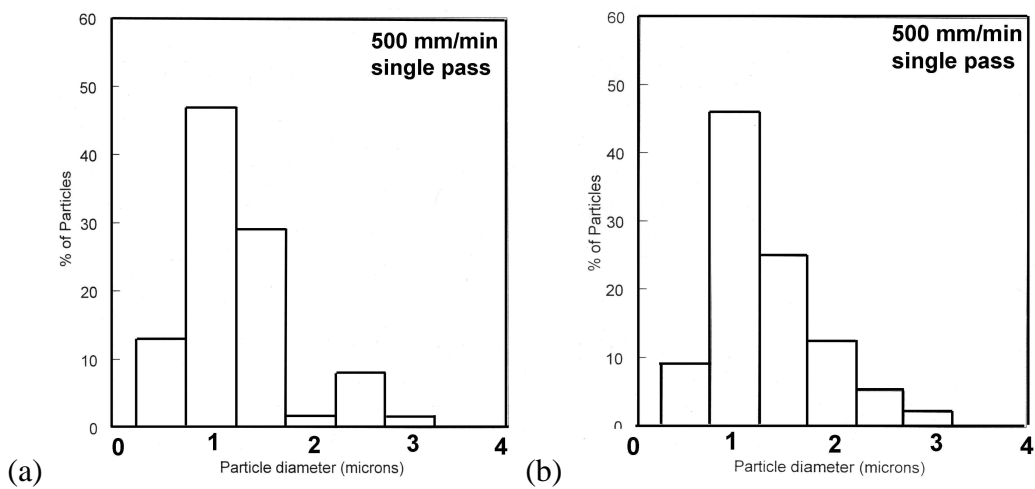 60
50
40
30
20
10
0
% of Particles
500 mm/min
single pass
0 1 2 3 4
Particle diameter (microns)
(a)
60
50
40
30
20
10
0
% of Particles
500 mm/min
single pass
0 1 2 3 4
Particle diameter (microns)
(b)